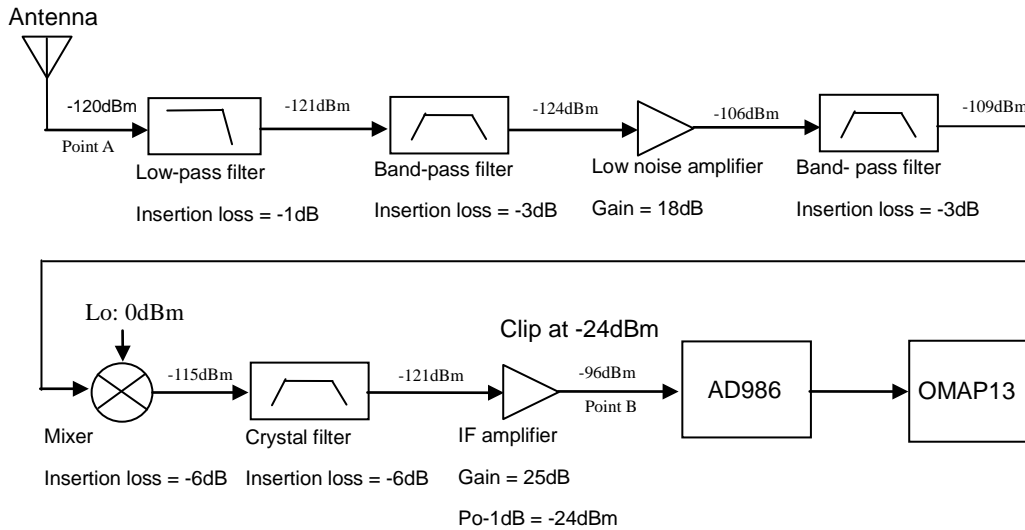 Antenna
-120dBm
-121dBm
-124dBm
-106dBm
-109dBm
Point A
Low-pass filter
Band-pass filter
Low noise amplifier
Band- pass filter
Insertion loss = -1dB
Insertion loss = -3dB
Gain = 18dB
Insertion loss = -3dB
Lo: 0dBm
Clip at -24dBm
-115dBm
-121dBm
-96dBm
AD986
OMAP13
Point B
Mixer
Crystal filter
IF amplifier
Insertion loss = -6dB
Insertion loss = -6dB
Gain = 25dB
Po-1dB = -24dBm